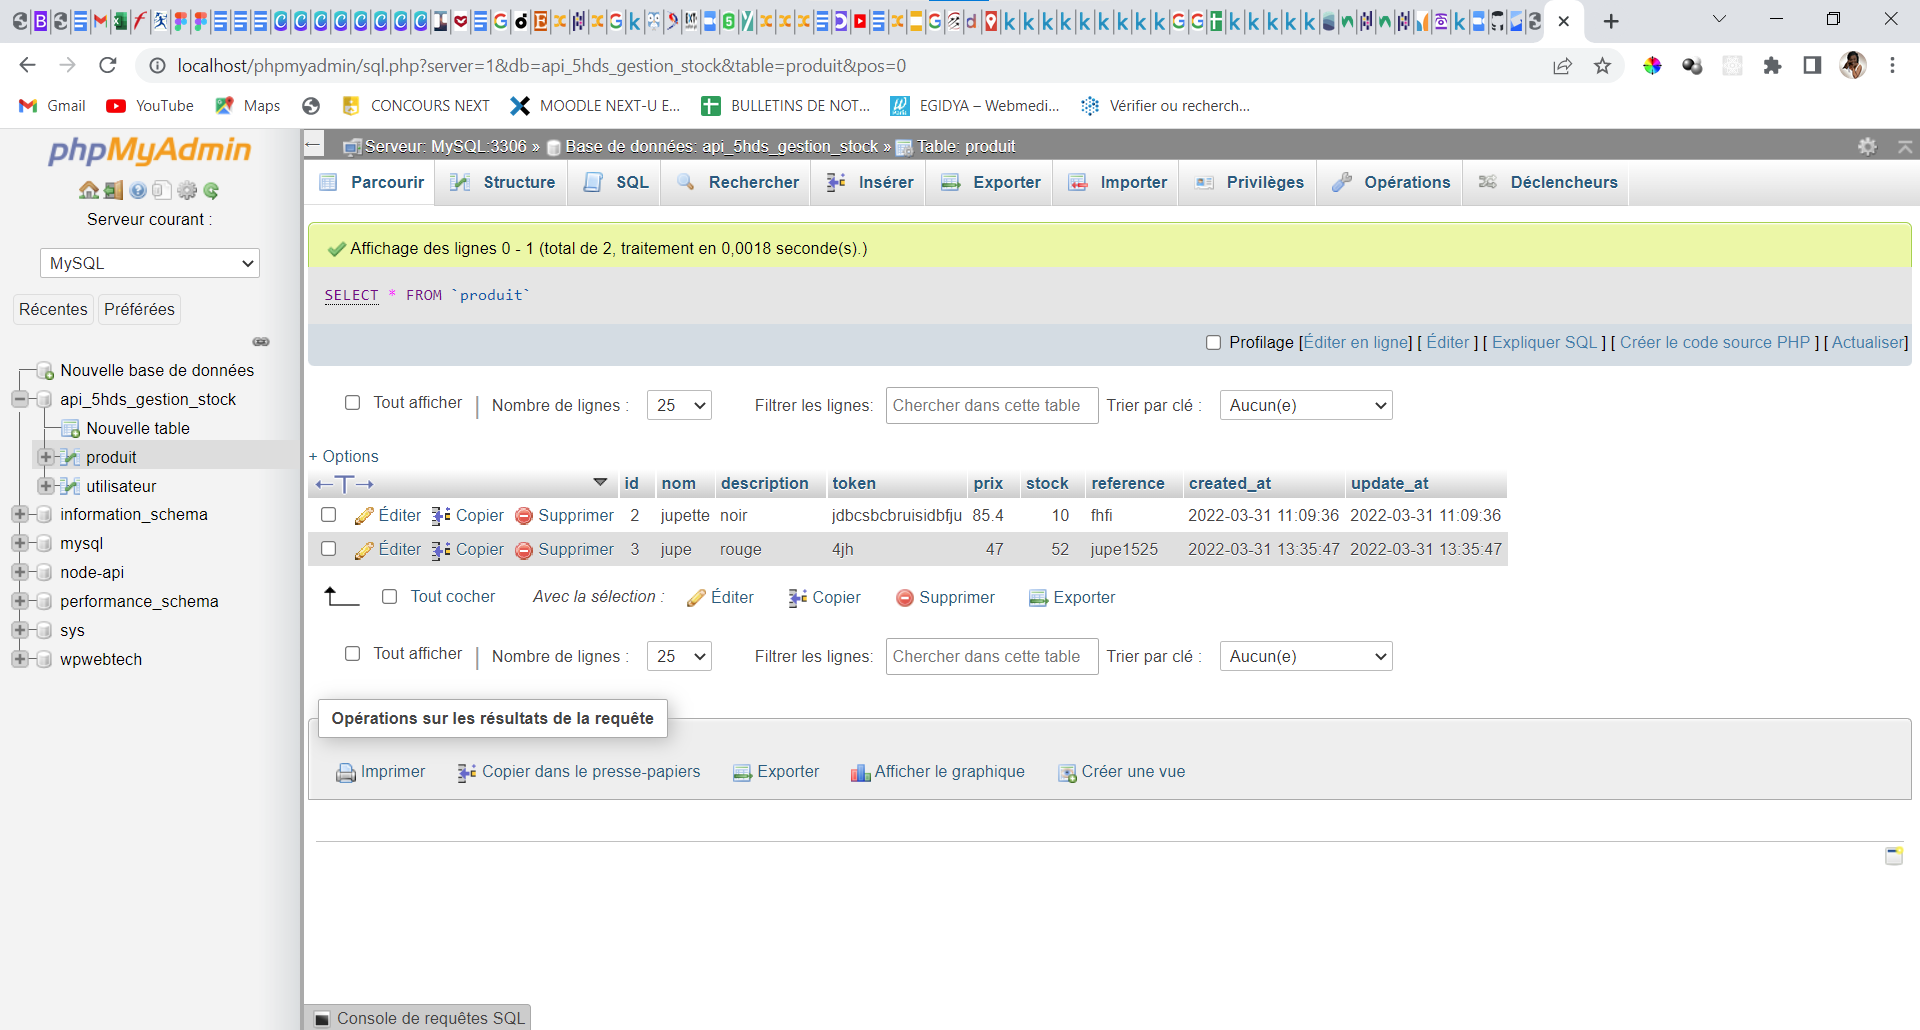 localhost/phpmyadmin/sql.php?server=1&db=api_5hds_gestion_stock&table=produit&pos=0
Gmail YouTube Maps CONCOURS NEXT MOODLE NEXT-U E... BULLETINS DE NOT... EGIDYA – Webmedi... Vérifier ou recherch...
phpMyAdmin
Serveur courant :
MySQL
Récentes Préférées
Nouvelle base de données
api_5hds_gestion_stock
Nouvelle table
produit
utilisateur
information_schema
mysql
node-api
performance_schema
sys
wpwebtech
Serveur: MySQL:3306 » Base de données: api_5hds_gestion_stock » Table: produit
Parcourir Structure SQL Rechercher Insérer Exporter Importer Privilèges Opérations Déclencheurs
Affichage des lignes 0 - 1 (total de 2, traitement en 0,0018 seconde(s).)
SELECT * FROM `produit`
Profilage [Éditer en ligne] [ Éditer ] [ Expliquer SQL ] [ Créer le code source PHP ] [ Actualiser]
Tout afficher | Nombre de lignes : 25 Filtrer les lignes: Chercher dans cette table Trier par clé : Aucun(e)
+ Options
←T→ id nom description token prix stock reference created_at update_at
Éditer Copier Supprimer 2 jupette noir jdbcsbcbruisidbfju 85.4 10 fhfi 2022-03-31 11:09:36 2022-03-31 11:09:36
Éditer Copier Supprimer 3 jupe rouge 4jh 47 52 jupe1525 2022-03-31 13:35:47 2022-03-31 13:35:47
Tout cocher Avec la sélection : Éditer Copier Supprimer Exporter
Tout afficher | Nombre de lignes : 25 Filtrer les lignes: Chercher dans cette table Trier par clé : Aucun(e)
Opérations sur les résultats de la requête
Imprimer Copier dans le presse-papiers Exporter Afficher le graphique Créer une vue
Console de requêtes SQL